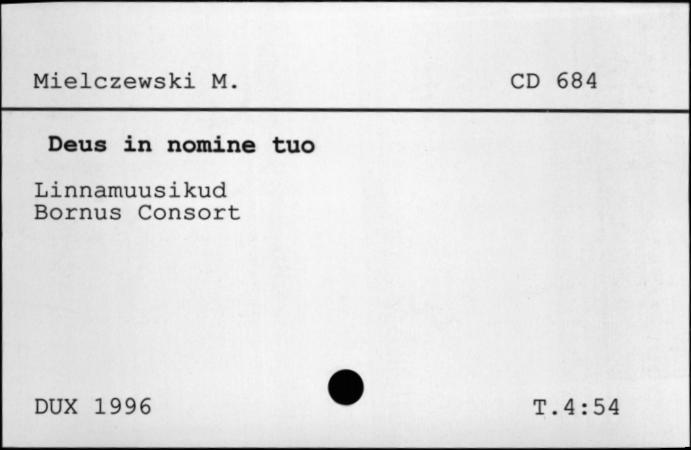 Mielczewski M. CD 684
Deus in nomine tuo
Linnamuusikud
Bornus Consort
DUX 1996 T.4:54